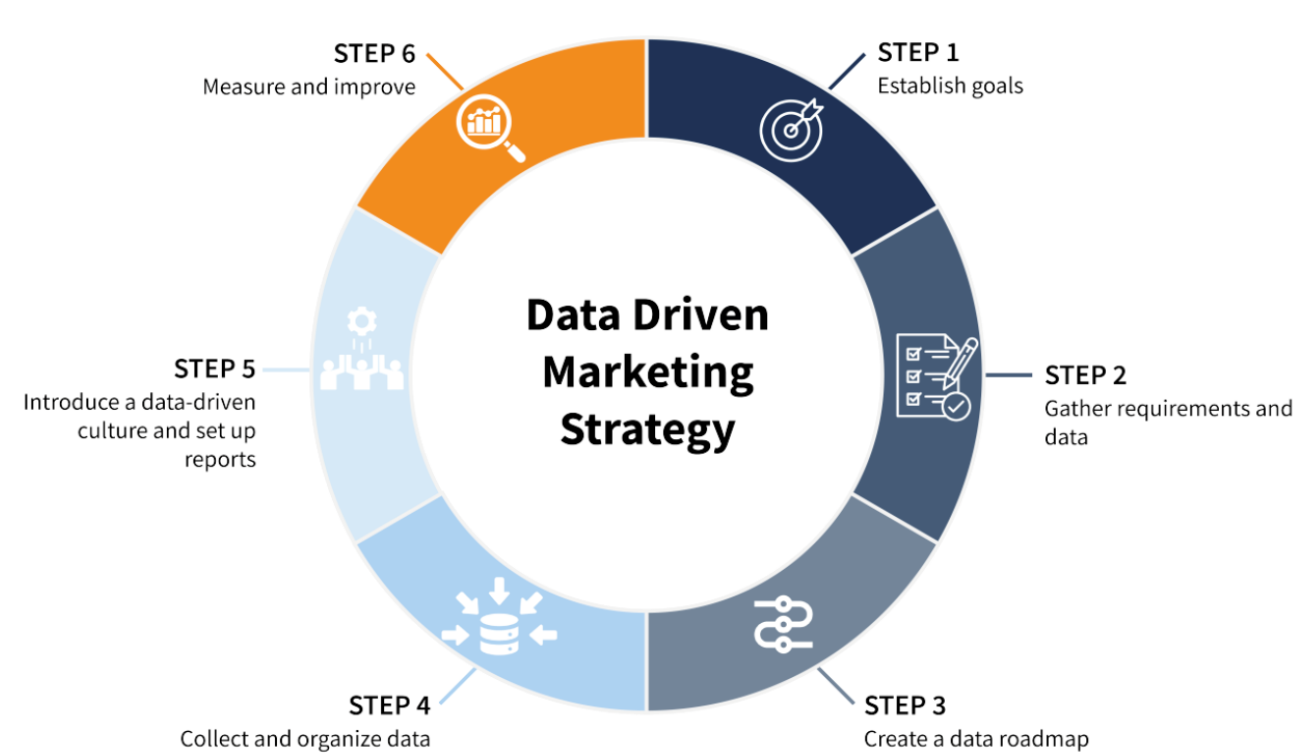 Data Driven
Marketing
Strategy
STEP 1
Establish goals
STEP 2
Gather requirements and
data
STEP 3
Create a data roadmap
STEP 4
Collect and organize data
STEP 5
Introduce a data-driven
culture and set up
reports
STEP 6
Measure and improve